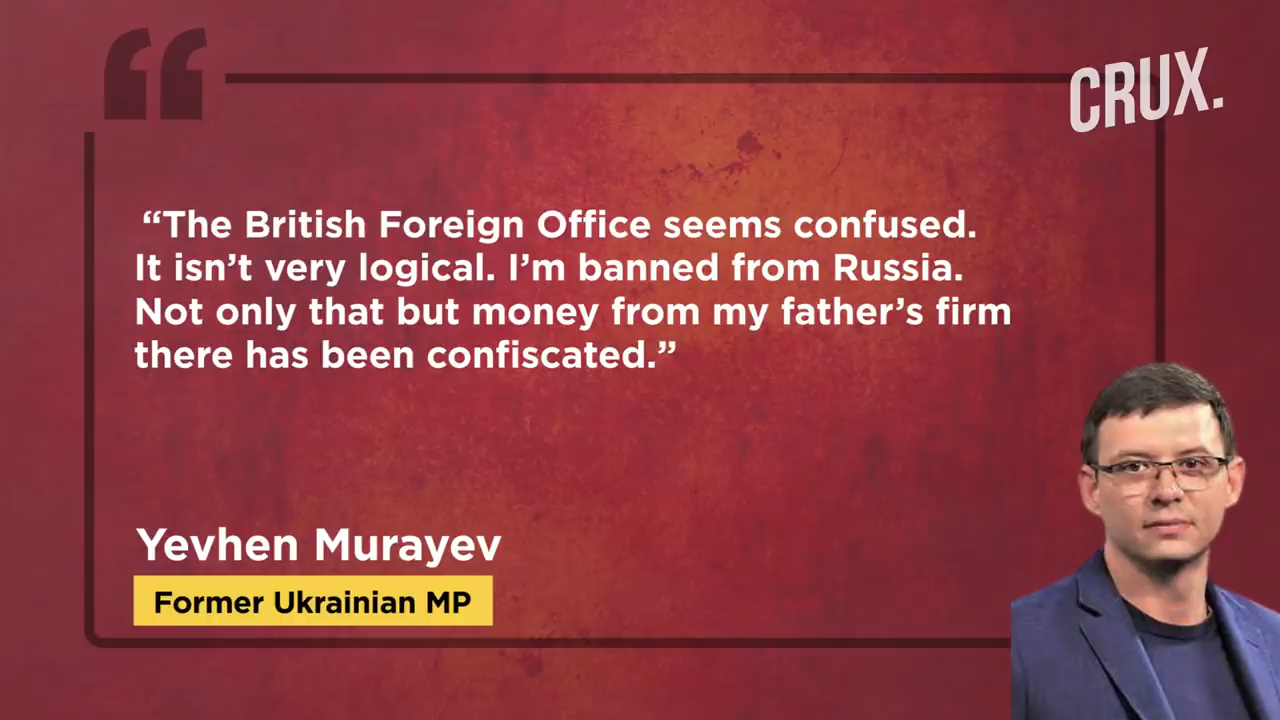 CRUX.
“The British Foreign Office seems confused.
It isn’t very logical. I’m banned from Russia.
Not only that but money from my father’s firm
there has been confiscated.”
Yevhen Murayev
Former Ukrainian MP